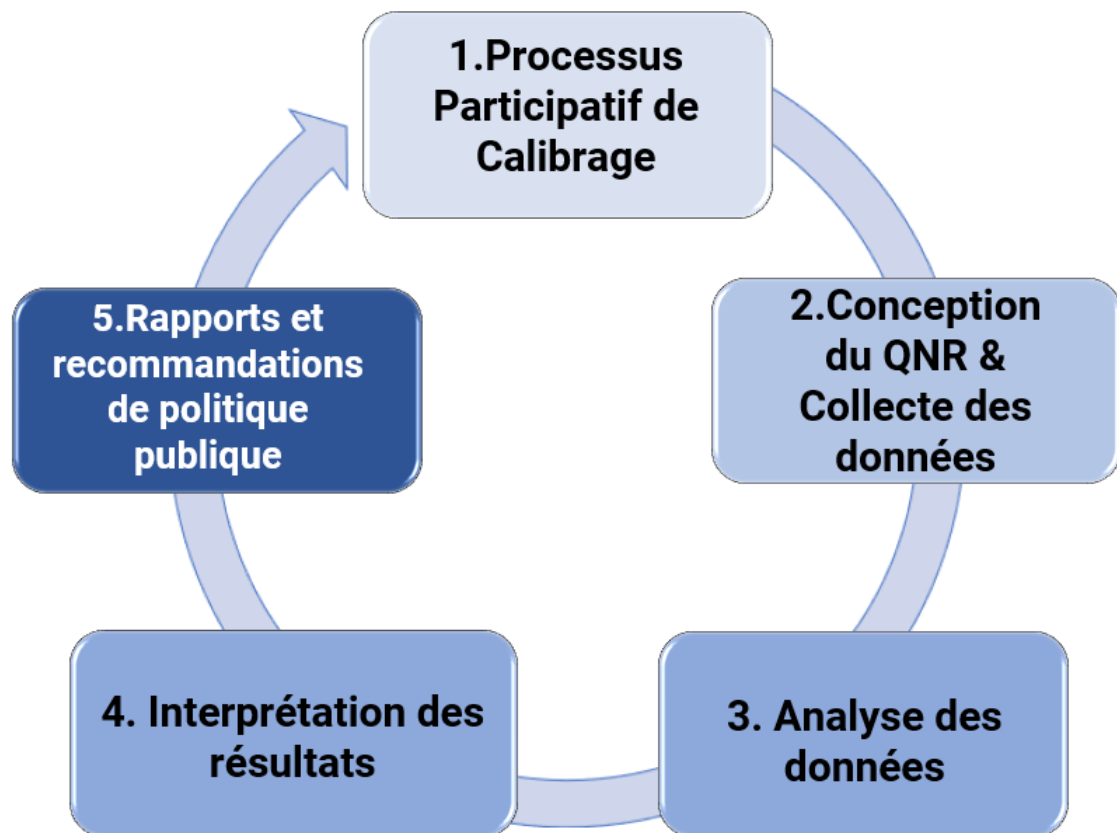 1.Processus
Participatif de
Calibrage
2.Conception
du QNR &
Collecte des
données
3. Analyse des
données
4. Interprétation des
résultats
5.Rapports et
recommandations
de politique
publique